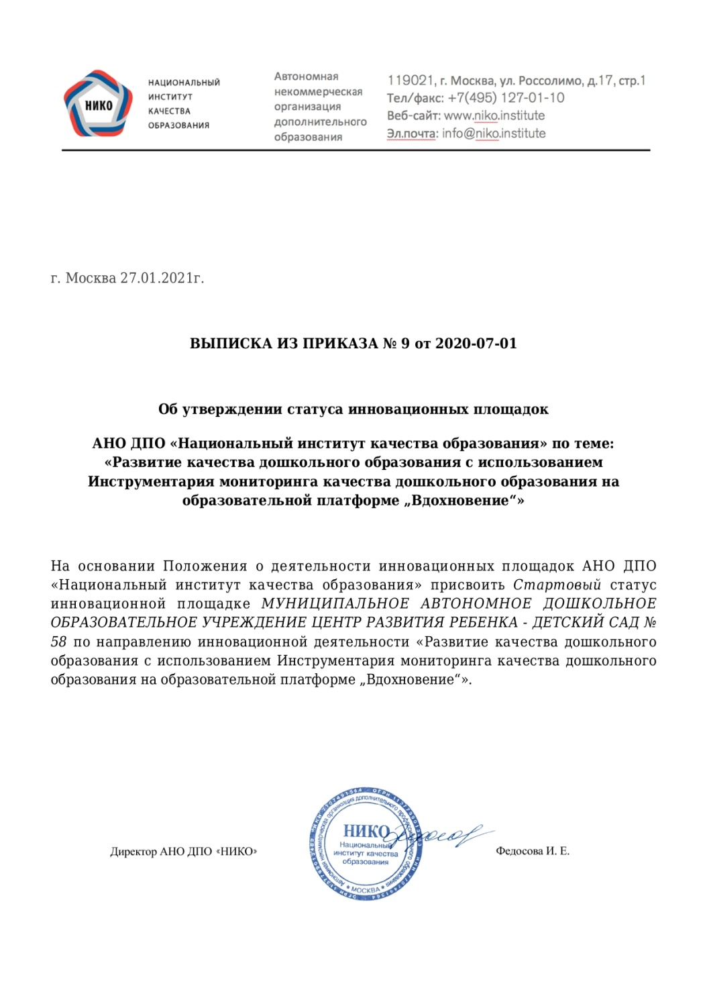 НИКО
НАЦИОНАЛЬНЫЙ
ИНСТИТУТ
КАЧЕСТВА
ОБРАЗОВАНИЯ
Автономная
некоммерческая
организация
дополнительного
образования
119021, г. Москва, ул. Россолимо, д.17, стр.1
Тел/факс: +7(495) 127-01-10
Веб-сайт: www.niko.institute
Эл.почта: info@niko.institute
г. Москва 27.01.2021г.
ВЫПИСКА ИЗ ПРИКАЗА № 9 от 2020-07-01
Об утверждении статуса инновационных площадок
АНО ДПО «Национальный институт качества образования» по теме:
«Развитие качества дошкольного образования с использованием
Инструментария мониторинга качества дошкольного образования на
образовательной платформе „Вдохновение“»
На основании Положения о деятельности инновационных площадок АНО ДПО
«Национальный институт качества образования» присвоить Стартовый статус
инновационной площадке МУНИЦИПАЛЬНОЕ АВТОНОМНОЕ ДОШКОЛЬНОЕ
ОБРАЗОВАТЕЛЬНОЕ УЧРЕЖДЕНИЕ ЦЕНТР РАЗВИТИЯ РЕБЕНКА - ДЕТСКИЙ САД №
58 по направлению инновационной деятельности «Развитие качества дошкольного
образования с использованием Инструментария мониторинга качества дошкольного
образования на образовательной платформе „Вдохновение“».
Директор АНО ДПО «НИКО»
НИКО
Национальный
институт качества
образования
Автономная некоммерческая организация дополнительного профессионального образования
* МОСКВА *
Федосова И. Е.